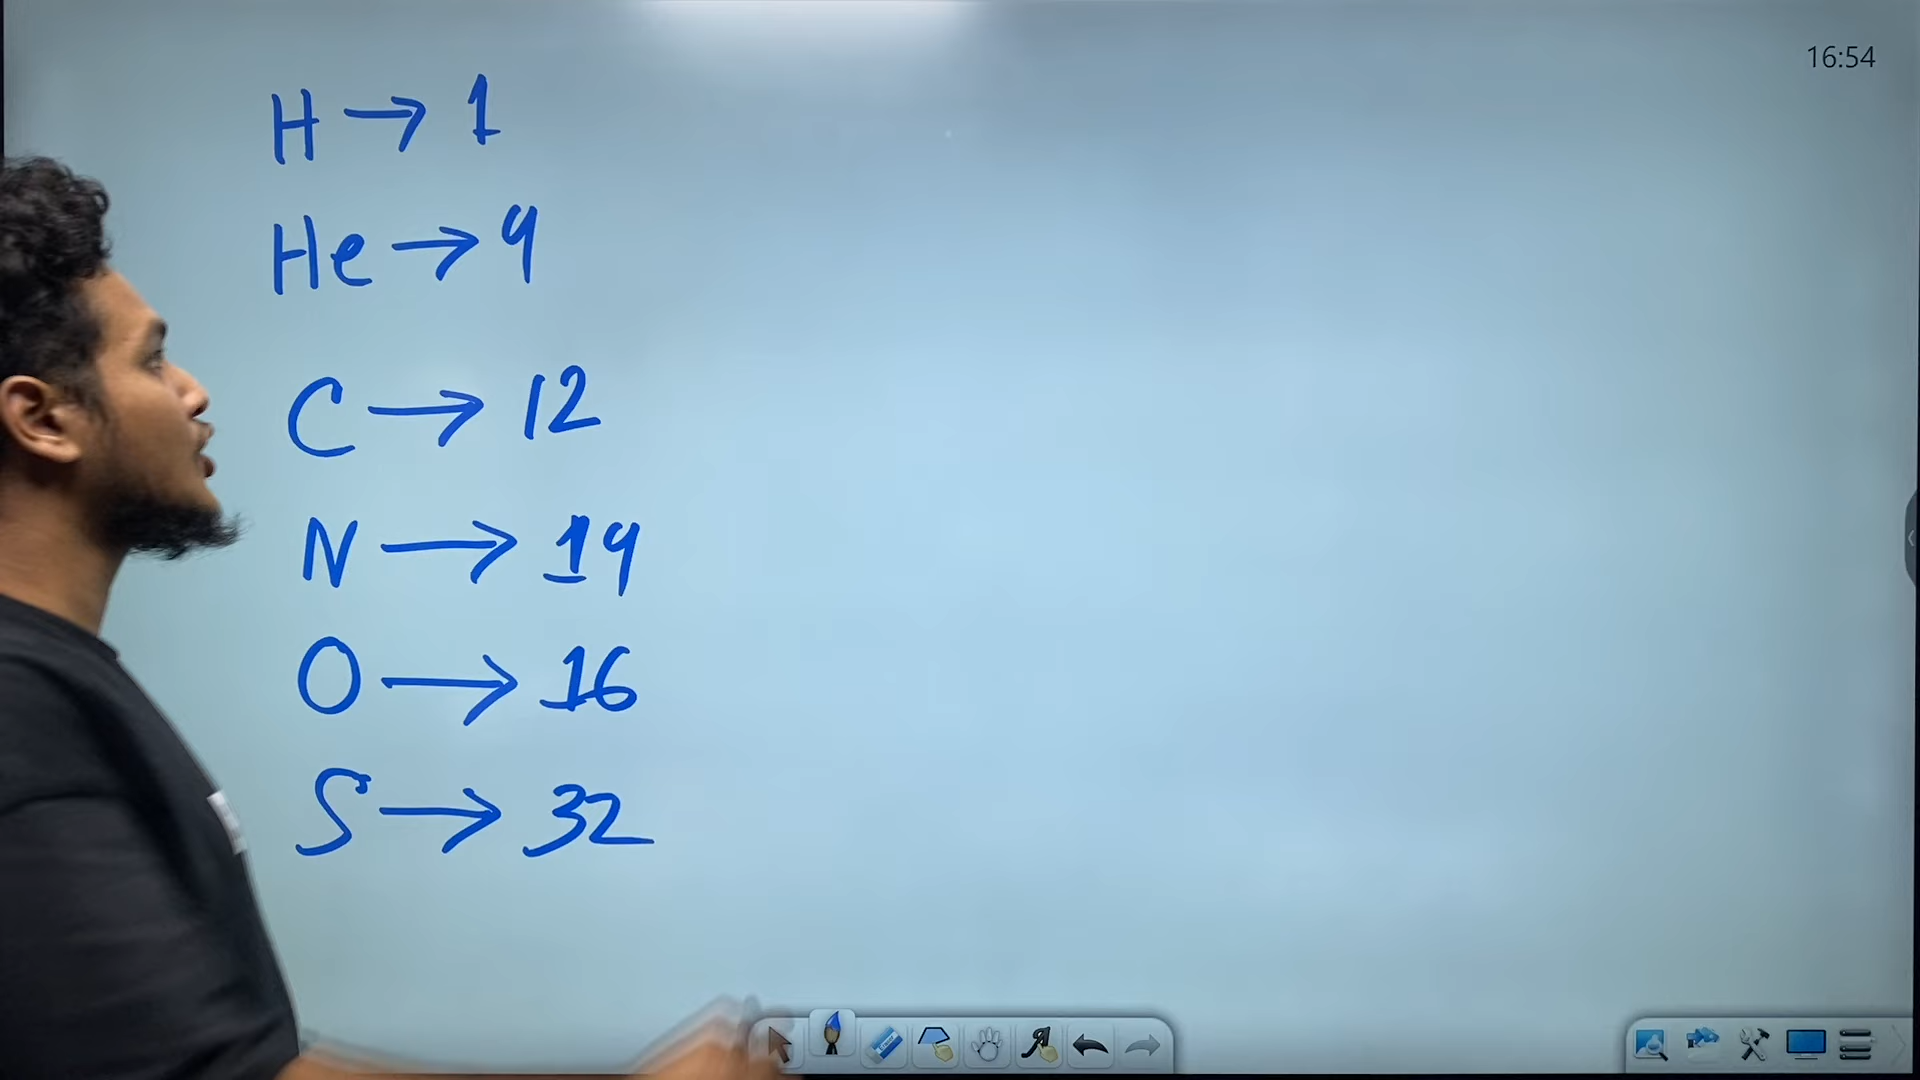 16:54
H → 1
He → 4
C → 12
N → 14
O → 16
S → 32